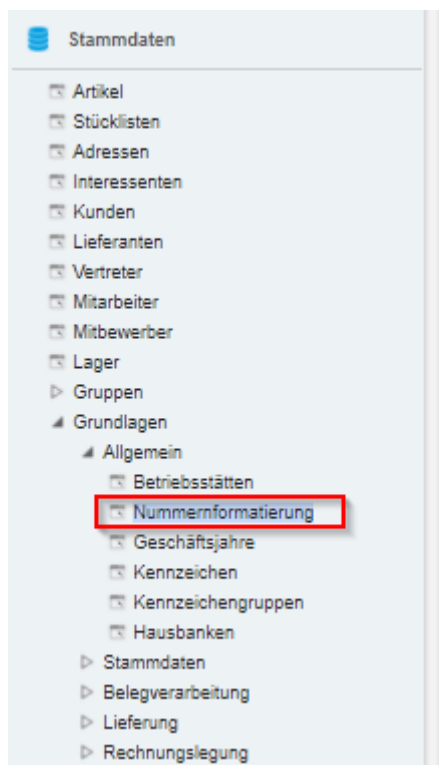 Stammdaten
Artikel
Stücklisten
Adressen
Interessenten
Kunden
Lieferanten
Vertreter
Mitarbeiter
Mitbewerber
Lager
Gruppen
Grundlagen
Allgemein
Betriebsstätten
Nummernformatierung
Geschäftsjahre
Kennzeichen
Kennzeichengruppen
Hausbanken
Stammdaten
Belegverarbeitung
Lieferung
Rechnungslegung